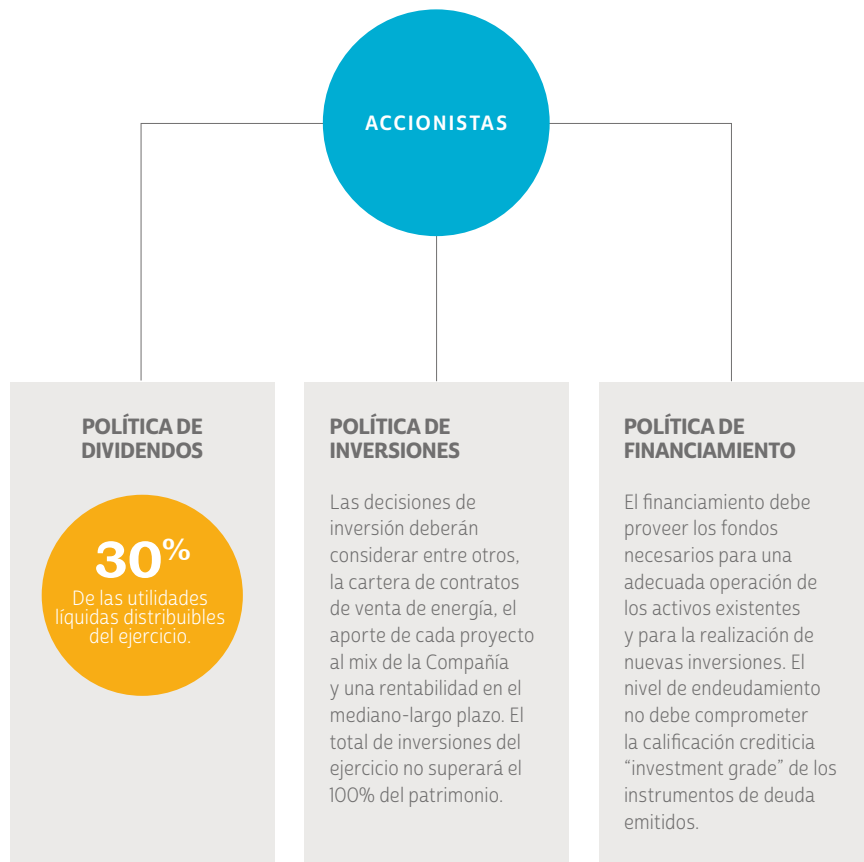 ACCIONISTAS
POLÍTICA DE
DIVIDENDOS
30%
De las utilidades
líquidas distribuibles
del ejercicio.
POLÍTICA DE
INVERSIONES
Las decisiones de
inversión deberán
considerar entre otros,
la cartera de contratos
de venta de energía, el
aporte de cada proyecto
al mix de la Compañía
y una rentabilidad en el
mediano-largo plazo. El
total de inversiones del
ejercicio no superará el
100% del patrimonio.
POLÍTICA DE
FINANCIAMIENTO
El financiamiento debe
proveer los fondos
necesarios para una
adecuada operación de
los activos existentes
y para la realización de
nuevas inversiones. El
nivel de endeudamiento
no debe comprometer
la calificación crediticia
“investment grade” de los
instrumentos de deuda
emitidos.